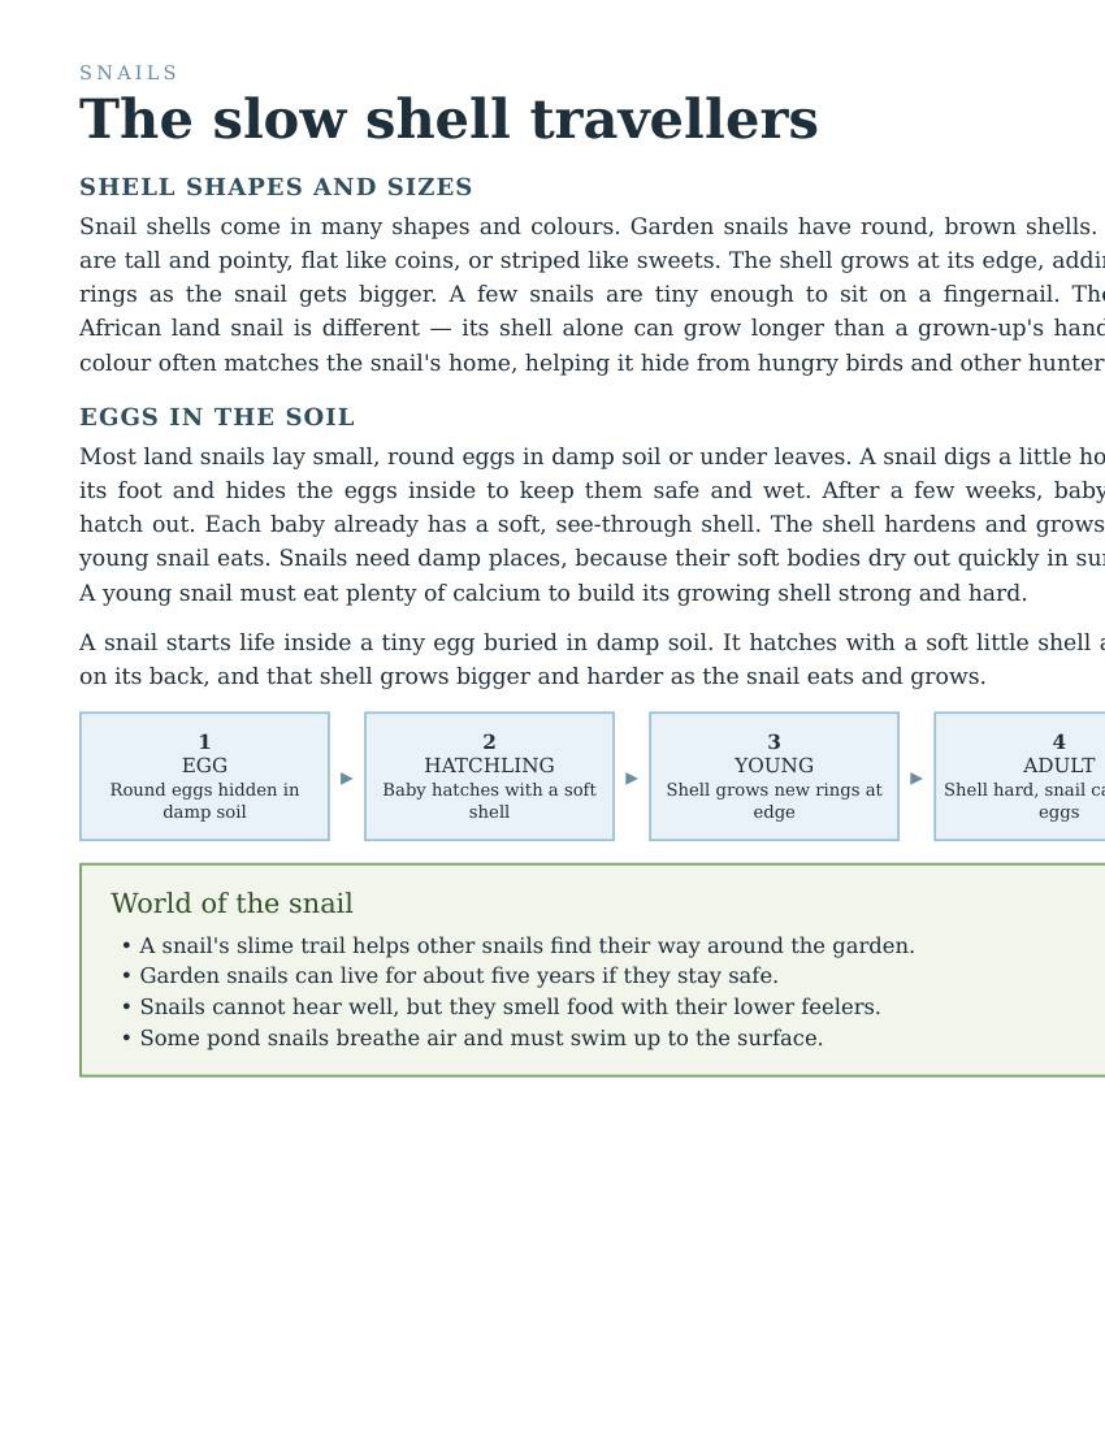 SNAILS
The slow shell travellers
SHELL SHAPES AND SIZES
Snail shells come in many shapes and colours. Garden snails have round, brown shells.
are tall and pointy, flat like coins, or striped like sweets. The shell grows at its edge,
rings as the snail gets bigger. A few snails are tiny enough to sit on a fingernail.
African land snail is different — its shell alone can grow longer than a grown-up's
colour often matches the snail's home, helping it hide from hungry birds and other
EGGS IN THE SOIL
Most land snails lay small, round eggs in damp soil or under leaves. A snail digs a little
its foot and hides the eggs inside to keep them safe and wet. After a few weeks, baby
hatch out. Each baby already has a soft, see-through shell. The shell hardens and grows
young snail eats. Snails need damp places, because their soft bodies dry out quickly in
A young snail must eat plenty of calcium to build its growing shell strong and hard.
A snail starts life inside a tiny egg buried in damp soil. It hatches with a soft little shell
on its back, and that shell grows bigger and harder as the snail eats and grows.
1
EGG
Round eggs hidden in
damp soil
2
HATCHLING
Baby hatches with a soft
shell
3
YOUNG
Shell grows new rings at
edge
4
ADULT
Shell hard, snail
eggs
World of the snail
• A snail's slime trail helps other snails find their way around the garden.
• Garden snails can live for about five years if they stay safe.
• Snails cannot hear well, but they smell food with their lower feelers.
• Some pond snails breathe air and must swim up to the surface.